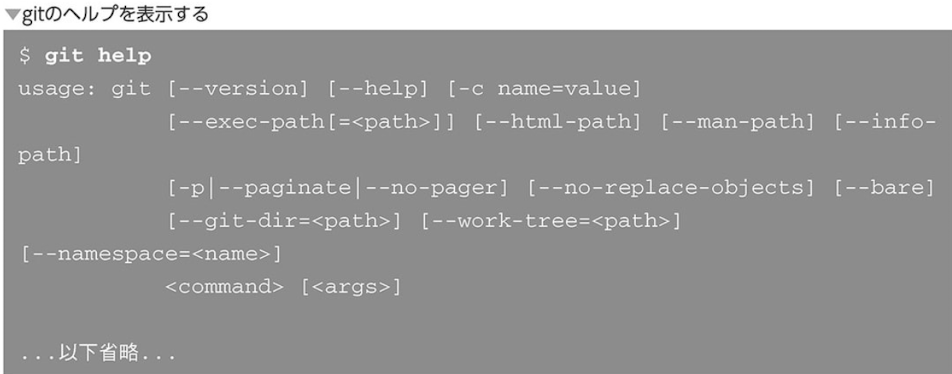 ▼gitのヘルプを表示する
$ git help
usage: git [--version] [--help] [-c name=value]
[--exec-path[=<path>]] [--html-path] [--man-path] [--info-
path]
[-p|--paginate|--no-pager] [--no-replace-objects] [--bare]
[--git-dir=<path>] [--work-tree=<path>]
[--namespace=<name>]
<command> [<args>]
...以下省略...